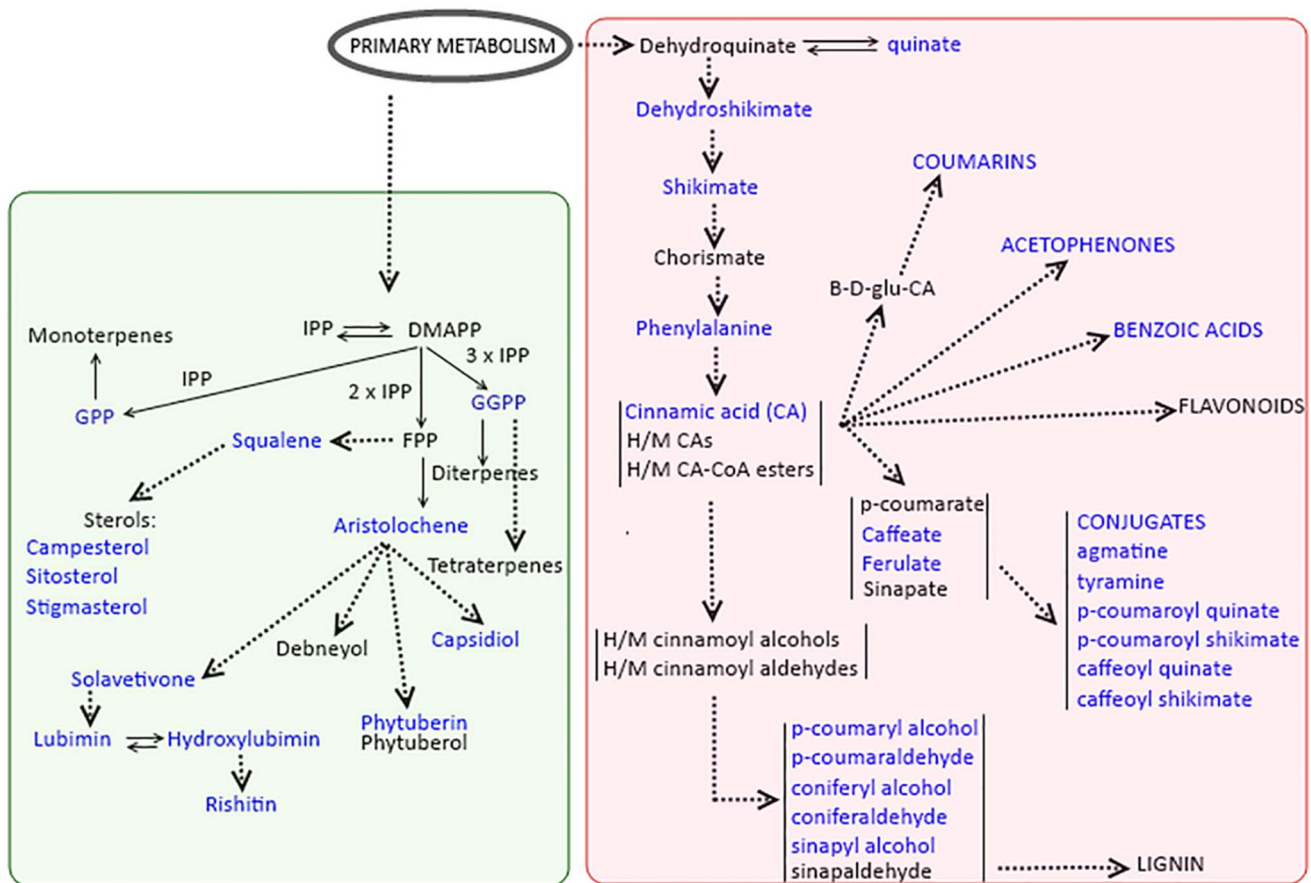 PRIMARY METABOLISM
Dehydroquinate
quinate
Dehydroshikimate
Shikimate
Chorismate
Phenylalanine
Cinnamic acid (CA)
H/M CAs
H/M CA-CoA esters
COUMARINS
ACETOPHENONES
B-D-glu-CA
BENZOIC ACIDS
FLAVONOIDS
p-coumarate
Caffeate
Ferulate
Sinapate
CONJUGATES
agmatine
tyramine
p-coumaroyl quinate
p-coumaroyl shikimate
caffeoyl quinate
caffeoyl shikimate
H/M cinnamoyl alcohols
H/M cinnamoyl aldehydes
p-coumaryl alcohol
p-coumaraldehyde
coniferyl alcohol
coniferaldehyde
sinapyl alcohol
sinapaldehyde
LIGNIN
IPP
DMAPP
Monoterpenes
IPP
3 x IPP
2 x IPP
GPP
GGPP
Squalene
FPP
Diterpenes
Sterols:
Campesterol
Sitosterol
Stigmasterol
Aristolochene
Tetraterpenes
Debneyol
Capsidiol
Solavetivone
Lubimin
Hydroxylubimin
Phytuberin
Phytuberol
Rishitin